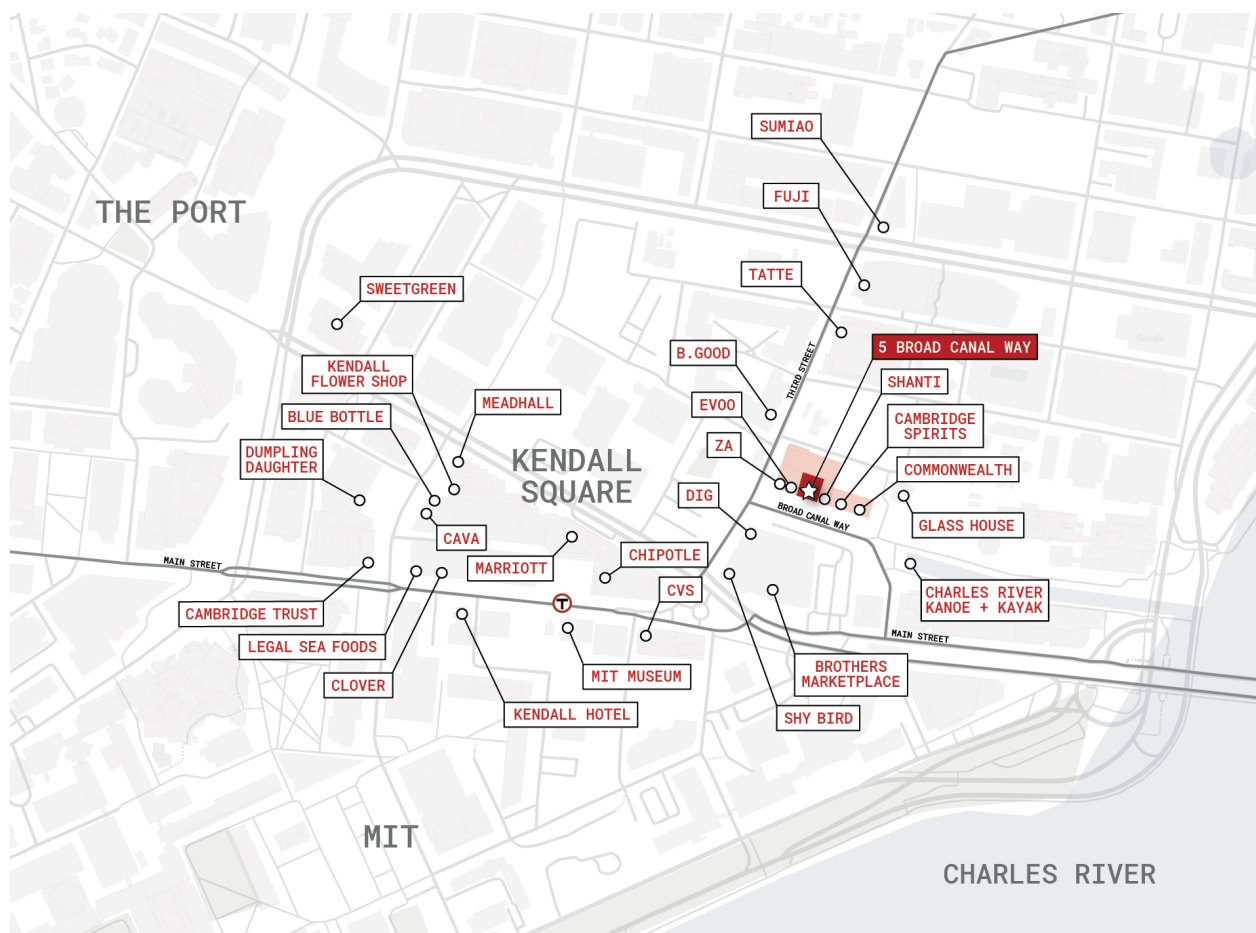 SUMIAO
FUJI
THE PORT
TATTE
SWEETGREEN
5 BROAD CANAL WAY
B.GOOD
THIRD STREET
KENDALL
FLOWER SHOP
SHANTI
MEADHALL
EVOO
BLUE BOTTLE
CAMBRIDGE
SPIRITS
ZA
DUMPLING
DAUGHTER
KENDALL
SQUARE
COMMONWEALTH
DIG
BROAD CANAL WAY
GLASS HOUSE
CAVA
CHIPOTLE
MARRIOTT
MAIN STREET
CVS
CHARLES RIVER
KANOE + KAYAK
T
CAMBRIDGE TRUST
MAIN STREET
LEGAL SEA FOODS
BROTHERS
MARKETPLACE
MIT MUSEUM
CLOVER
KENDALL HOTEL
SHY BIRD
MIT
CHARLES RIVER